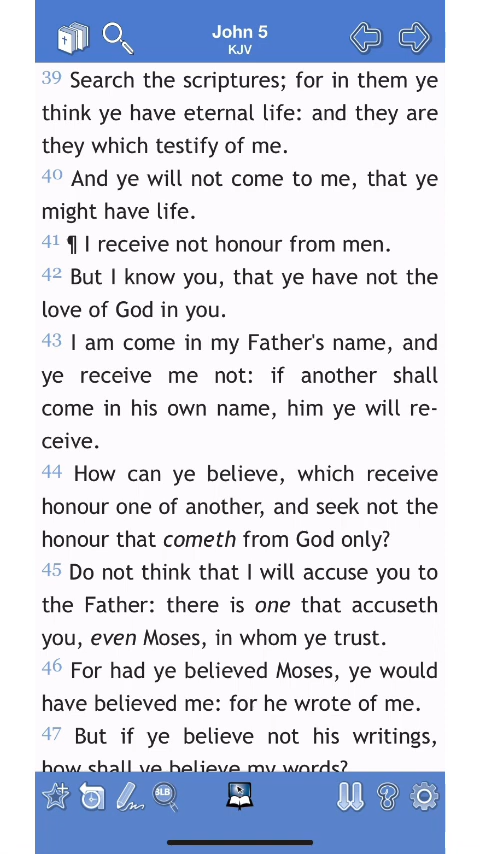 John 5
KJV
39 Search the scriptures; for in them ye
think ye have eternal life: and they are
they which testify of me.
40 And ye will not come to me, that ye
might have life.
41 ¶ I receive not honour from men.
42 But I know you, that ye have not the
love of God in you.
43 I am come in my Father's name, and
ye receive me not: if another shall
come in his own name, him ye will re-
ceive.
44 How can ye believe, which receive
honour one of another, and seek not the
honour that cometh from God only?
45 Do not think that I will accuse you to
the Father: there is one that accuseth
you, even Moses, in whom ye trust.
46 For had ye believed Moses, ye would
have believed me: for he wrote of me.
47 But if ye believe not his writings,
how shall ye believe my words?
BLB